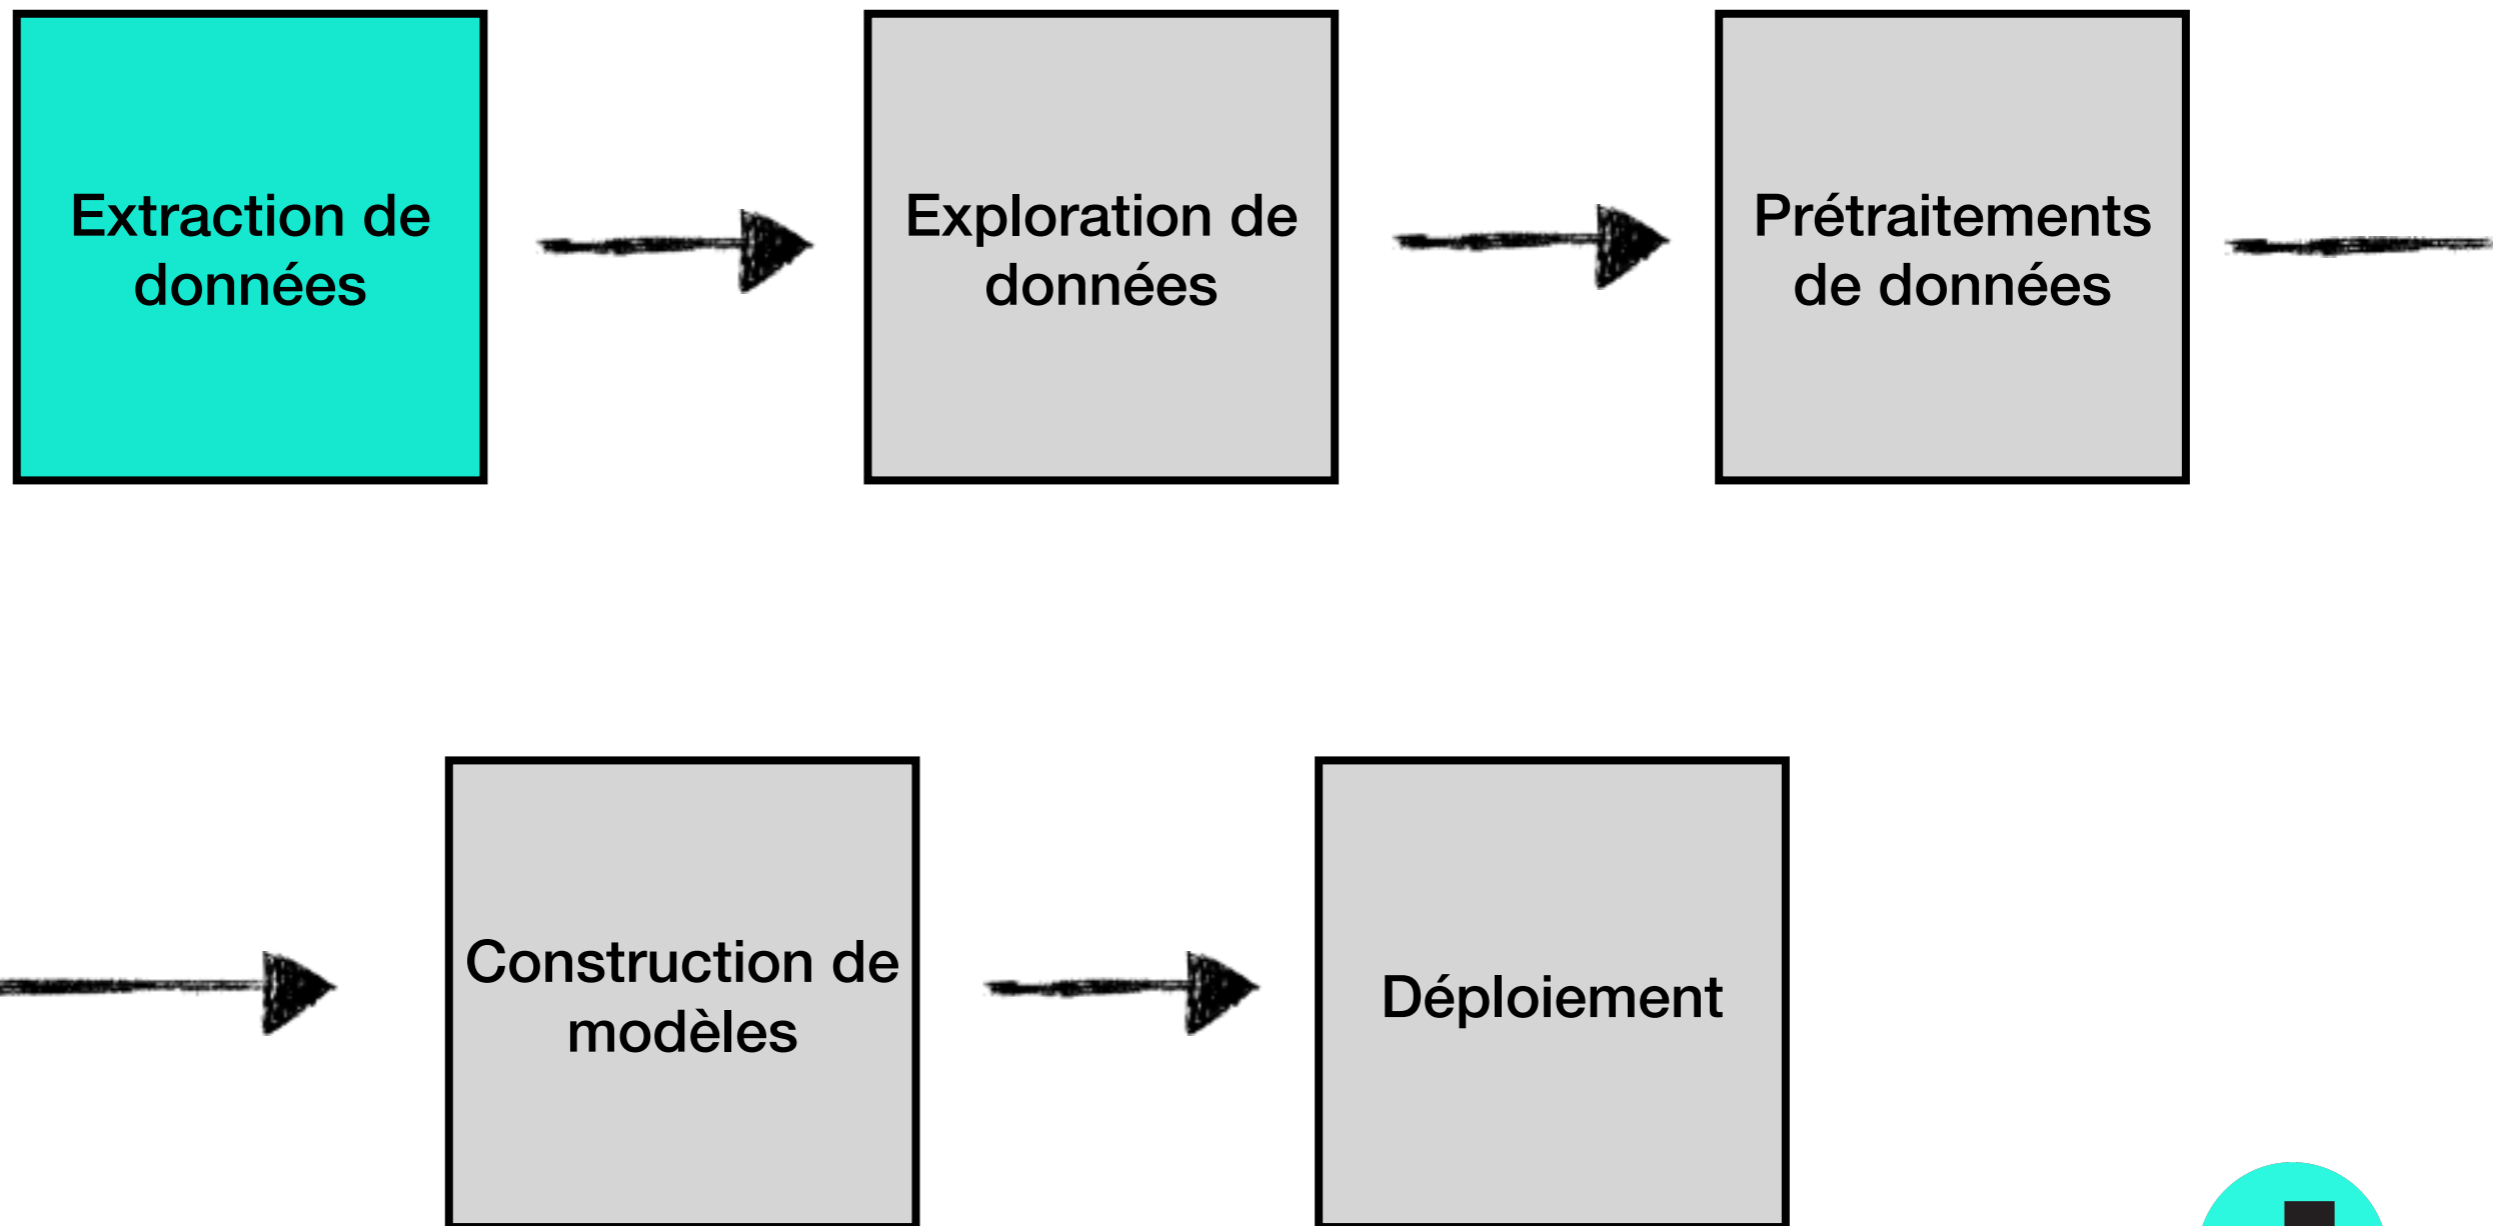 Extraction de
données
Exploration de
données
Prétraitements
de données
Construction de
modèles
Déploiement